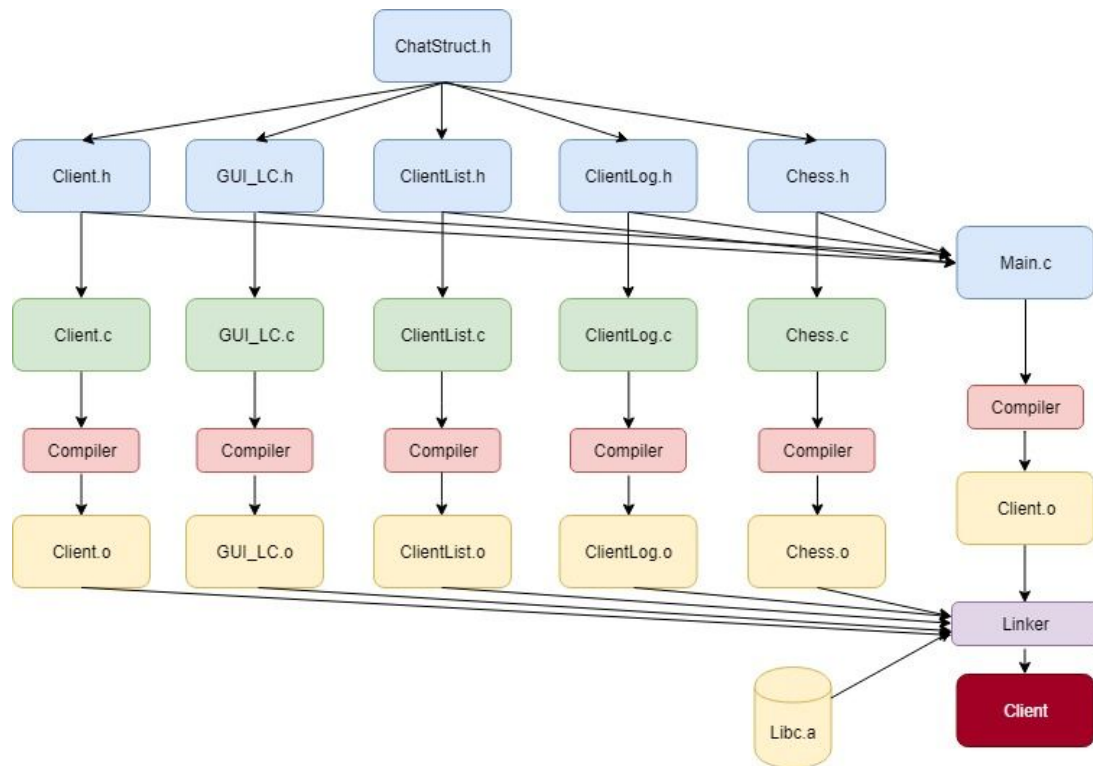 ChatStruct.h
Client.h
GUI_LC.h
ClientList.h
ClientLog.h
Chess.h
Main.c
Client.c
GUI_LC.c
ClientList.c
ClientLog.c
Chess.c
Compiler
Compiler
Compiler
Compiler
Compiler
Compiler
Client.o
Client.o
GUI_LC.o
ClientList.o
ClientLog.o
Chess.o
Linker
Libc.a
Client